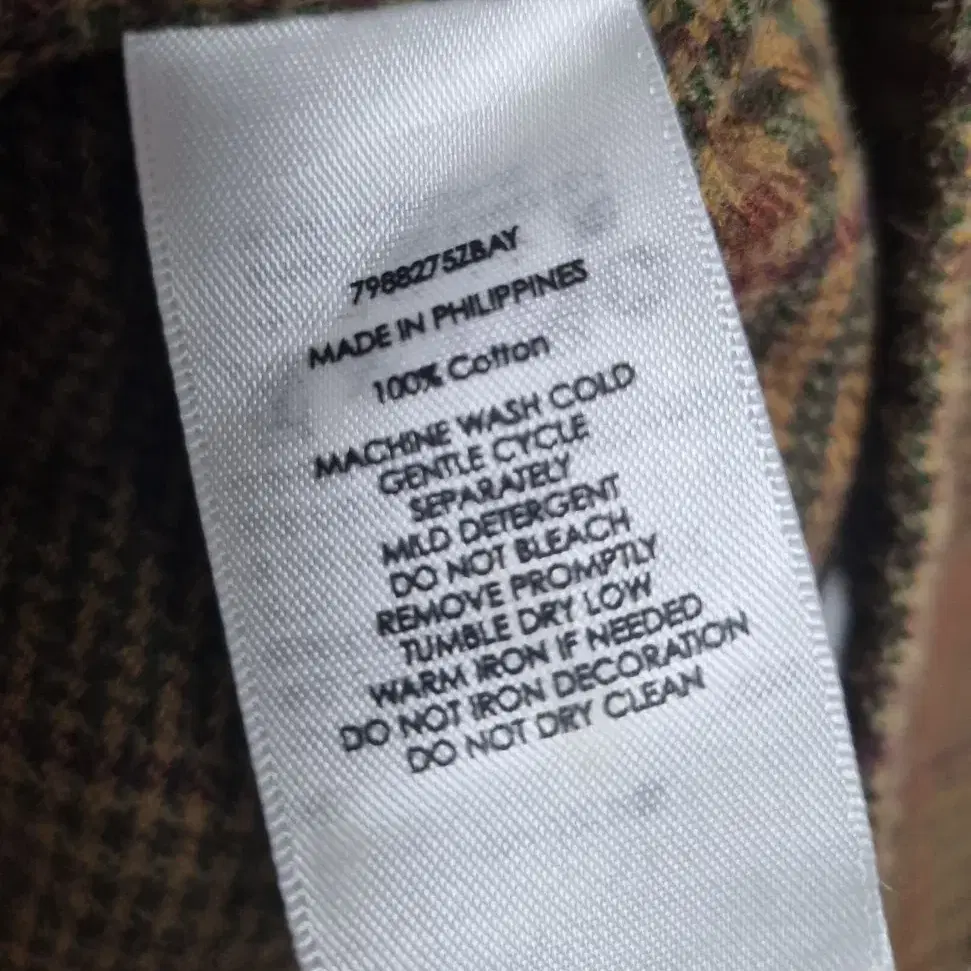 7988275ZBAY
MADE IN PHILIPPINES
100% Cotton
MACHINE WASH COLD
GENTLE CYCLE
SEPARATELY
MILD DETERGENT
DO NOT BLEACH
REMOVE PROMPTLY
TUMBLE DRY LOW
WARM IRON IF NEEDED
DO NOT IRON DECORATION
DO NOT DRY CLEAN